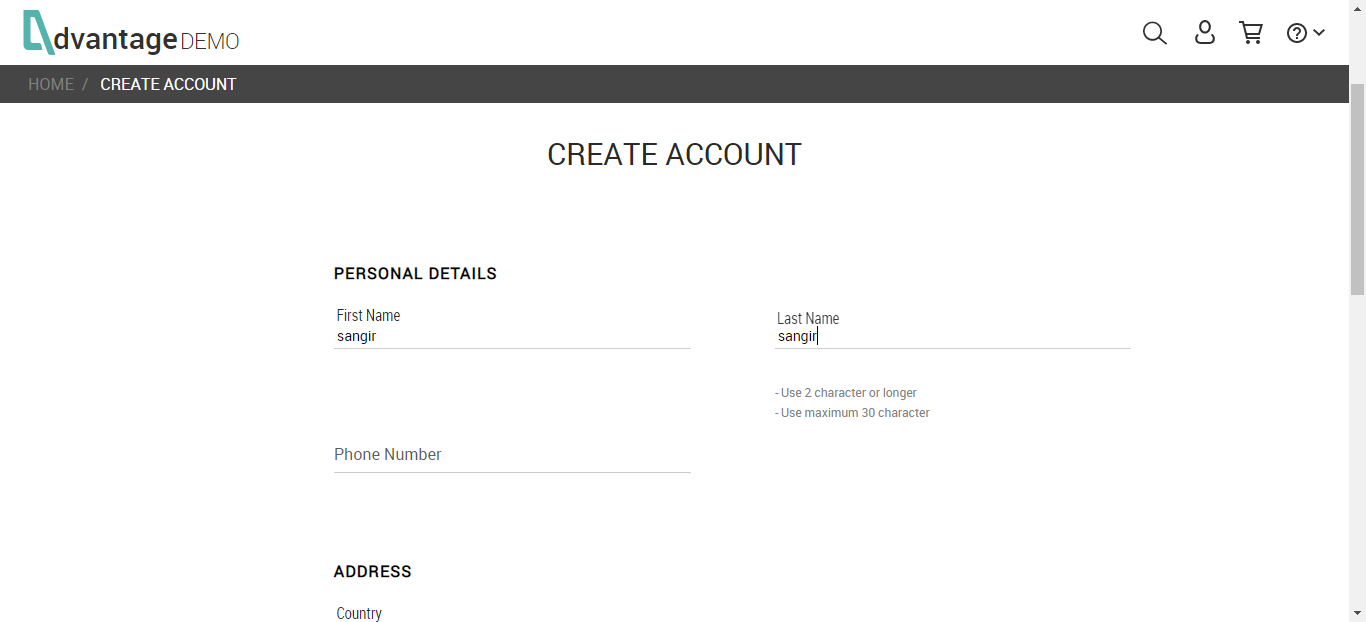 dvantage DEMO
HOME / CREATE ACCOUNT
CREATE ACCOUNT
PERSONAL DETAILS
First Name
sangir
Last Name
sangir
- Use 2 character or longer
- Use maximum 30 character
Phone Number
ADDRESS
Country